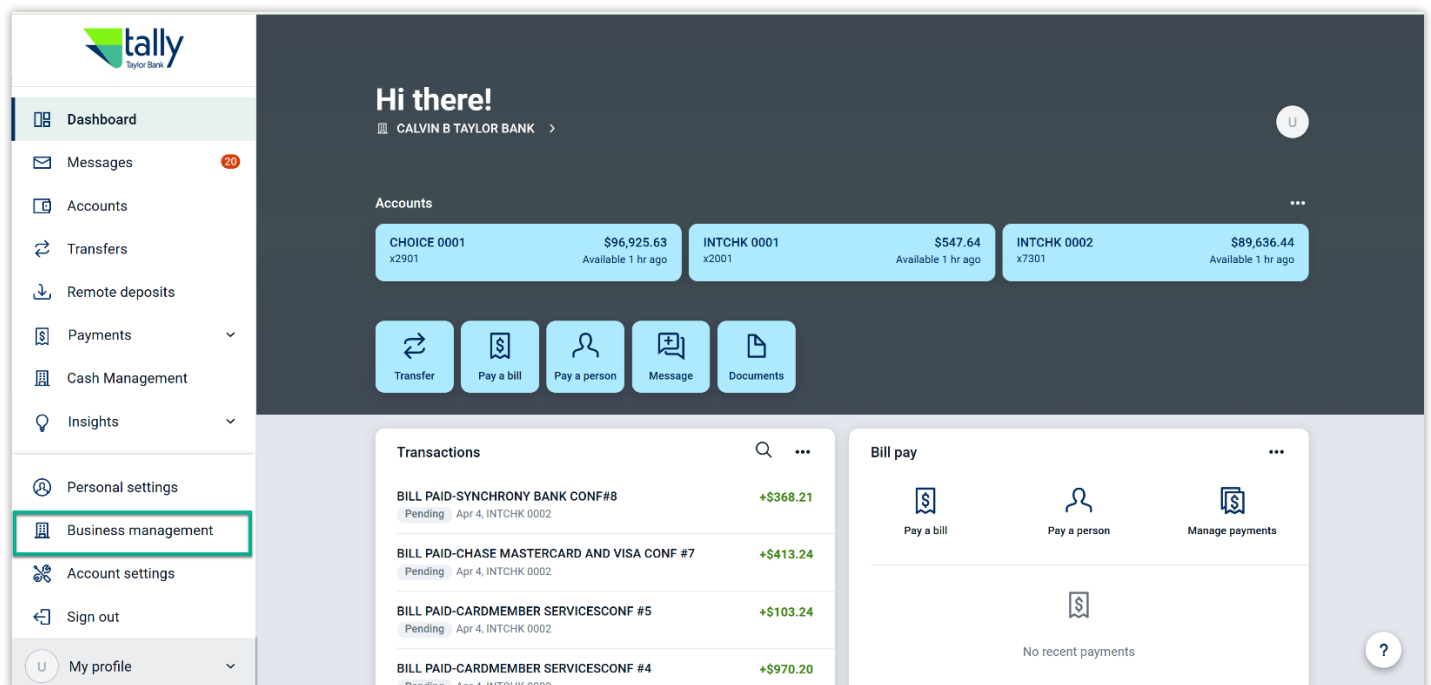 tally
Taylor Bank
Dashboard
Messages
20
Accounts
Transfers
Remote deposits
Payments
Cash Management
Insights
Personal settings
Business management
Account settings
Sign out
U
My profile
Hi there!
CALVIN B TAYLOR BANK
U
Accounts
CHOICE 0001 $96,925.63
x2901 Available 1 hr ago
INTCHK 0001 $547.64
x2001 Available 1 hr ago
INTCHK 0002 $89,636.44
x7301 Available 1 hr ago
Transfer
Pay a bill
Pay a person
Message
Documents
Transactions
BILL PAID-SYNCHRONY BANK CONF#8 +$368.21
Pending Apr 4, INTCHK 0002
BILL PAID-CHASE MASTERCARD AND VISA CONF #7 +$413.24
Pending Apr 4, INTCHK 0002
BILL PAID-CARDMEMBER SERVICESCONF #5 +$103.24
Pending Apr 4, INTCHK 0002
BILL PAID-CARDMEMBER SERVICESCONF #4 +$970.20
Pending Apr 4, INTCHK 0002
Bill pay
Pay a bill
Pay a person
Manage payments
No recent payments
?